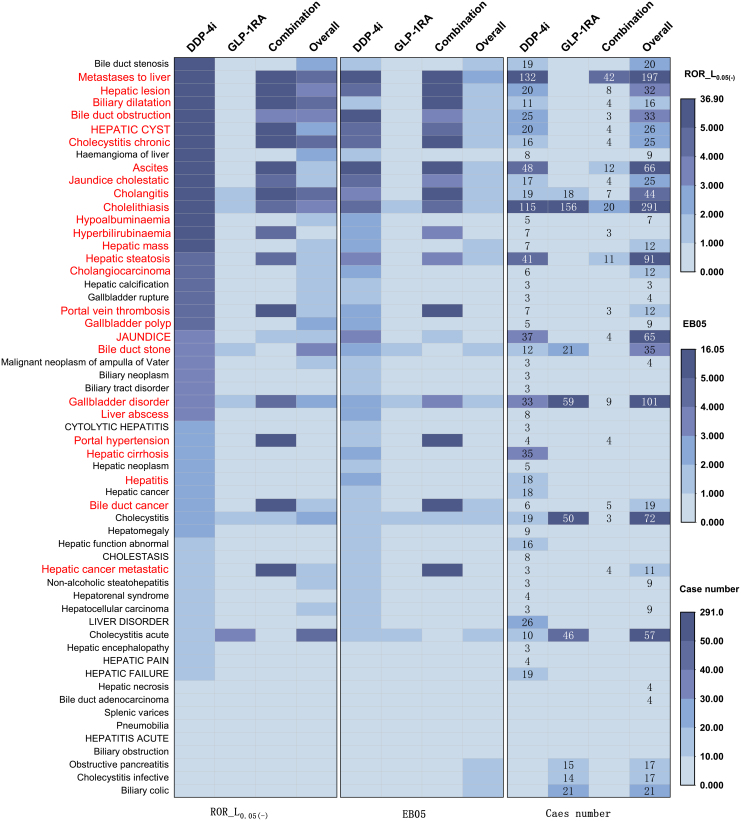 DDP-4i GLP-1RA Combination Overall DDP-4i GLP-1RA Combination Overall DDP-4i GLP-1RA Combination Overall
Bile duct stenosis 19 20
Metastases to liver 132 42 197
Hepatic lesion 20 8 32
Biliary dilatation 11 4 16
Bile duct obstruction 25 3 33
HEPATIC CYST 20 4 26
Cholecystitis chronic 16 4 25
Haemangioma of liver 8 9
Ascites 48 12 66
Jaundice cholestatic 17 4 25
Cholangitis 19 18 7 44
Cholelithiasis 115 156 20 291
Hypoalbuminaemia 5 7
Hyperbilirubinaemia 7 3
Hepatic mass 7 12
Hepatic steatosis 41 11 91
Cholangiocarcinoma 6 12
Hepatic calcification 3 3
Gallbladder rupture 3 4
Portal vein thrombosis 7 3 12
Gallbladder polyp 5 9
JAUNDICE 37 4 65
Bile duct stone 12 21 35
Malignant neoplasm of ampulla of Vater 3 4
Biliary neoplasm 3
Biliary tract disorder 3
Gallbladder disorder 33 59 9 101
Liver abscess 8
CYTOLYTIC HEPATITIS 3
Portal hypertension 4 4
Hepatic cirrhosis 35
Hepatic neoplasm 5
Hepatitis 18
Hepatic cancer 18
Bile duct cancer 6 5 19
Cholecystitis 19 50 3 72
Hepatomegaly 9
Hepatic function abnormal 16
CHOLESTASIS 8
Hepatic cancer metastatic 3 4 11
Non-alcoholic steatohepatitis 3 9
Hepatorenal syndrome 4
Hepatocellular carcinoma 3 9
LIVER DISORDER 26
Cholecystitis acute 10 46 57
Hepatic encephalopathy 3
HEPATIC PAIN 4
HEPATIC FAILURE 19
Hepatic necrosis 4
Bile duct adenocarcinoma 4
Splenic varices
Pneumobilia
HEPATITIS ACUTE
Biliary obstruction
Obstructive pancreatitis 15 17
Cholecystitis infective 14 17
Biliary colic 21 21
ROR_L0.05(-) EB05 Caes number
ROR_L0.05(-)
36.90
5.000
4.000
3.000
2.000
1.000
0.000
EB05
16.05
5.000
4.000
3.000
2.000
1.000
0.000
Case number
291.0
50.00
40.00
30.00
20.00
10.00
0.000